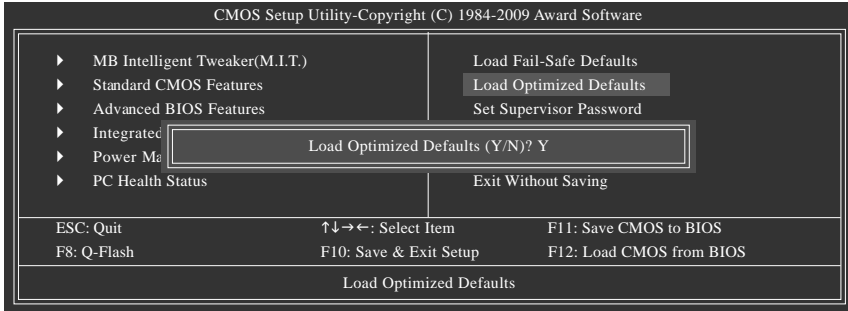 CMOS Setup Utility-Copyright (C) 1984-2009 Award Software
MB Intelligent Tweaker(M.I.T.)
Standard CMOS Features
Advanced BIOS Features
Integrated
Power Ma
PC Health Status
Load Fail-Safe Defaults
Load Optimized Defaults
Set Supervisor Password
Exit Without Saving
Load Optimized Defaults (Y/N)? Y
ESC: Quit ↑↓→←: Select Item F11: Save CMOS to BIOS
F8: Q-Flash F10: Save & Exit Setup F12: Load CMOS from BIOS
Load Optimized Defaults